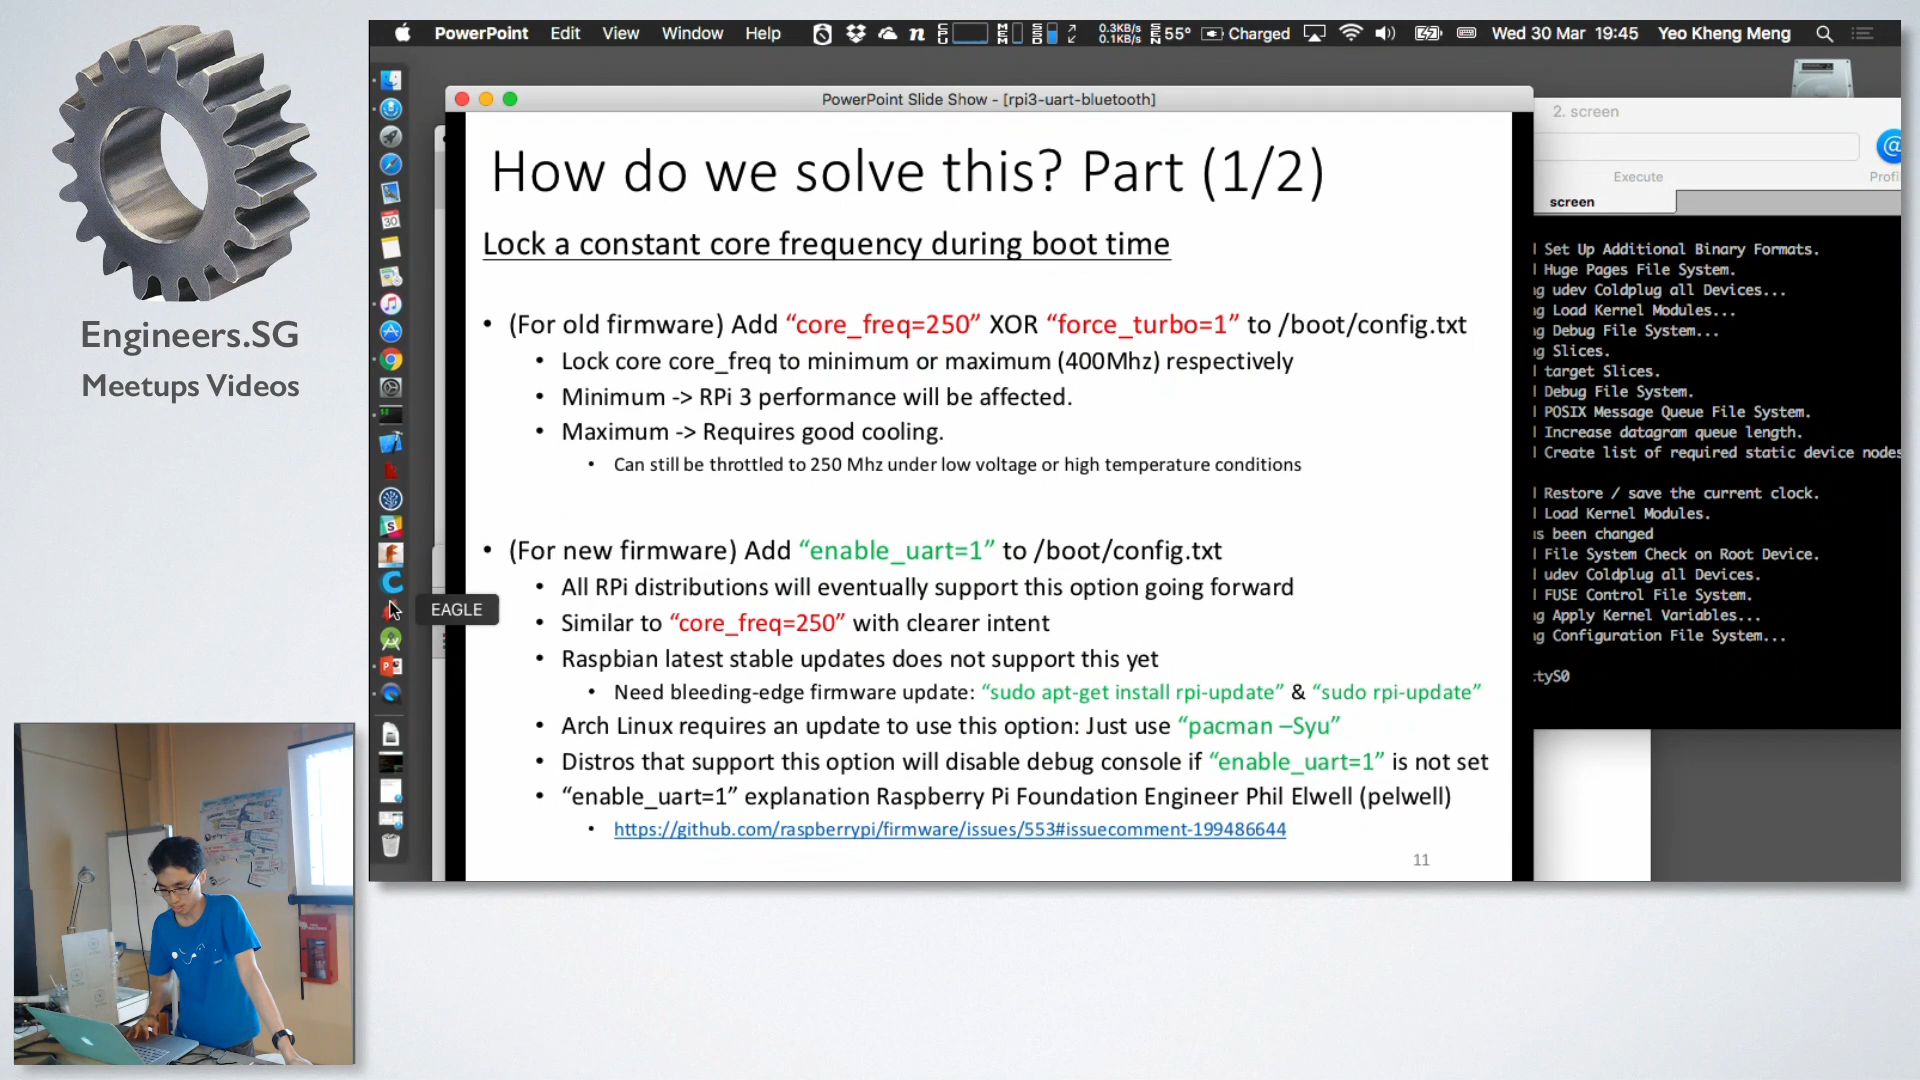 PowerPoint Edit View Window Help
0.3KB/s
0.1KB/s
55° Charged Wed 30 Mar 19:45 Yeo Kheng Meng
Engineers.SG
Meetups Videos
PowerPoint Slide Show - [rpi3-uart-bluetooth]
How do we solve this? Part (1/2)
Lock a constant core frequency during boot time
• (For old firmware) Add “core_freq=250” XOR “force_turbo=1” to /boot/config.txt
• Lock core core_freq to minimum or maximum (400Mhz) respectively
• Minimum -> RPi 3 performance will be affected.
• Maximum -> Requires good cooling.
• Can still be throttled to 250 Mhz under low voltage or high temperature conditions
• (For new firmware) Add “enable_uart=1” to /boot/config.txt
• All RPi distributions will eventually support this option going forward
• Similar to “core_freq=250” with clearer intent
• Raspbian latest stable updates does not support this yet
• Need bleeding-edge firmware update: “sudo apt-get install rpi-update” & “sudo rpi-update”
• Arch Linux requires an update to use this option: Just use “pacman –Syu”
• Distros that support this option will disable debug console if “enable_uart=1” is not set
• “enable_uart=1” explanation Raspberry Pi Foundation Engineer Phil Elwell (pelwell)
• https://github.com/raspberrypi/firmware/issues/553#issuecomment-199486644
11
EAGLE
2. screen
Execute
Profi
screen
Set Up Additional Binary Formats.
Huge Pages File System.
g udev Coldplug all Devices...
g Load Kernel Modules...
g Debug File System...
g Slices.
target Slices.
Debug File System.
POSIX Message Queue File System.
Increase datagram queue length.
Create list of required static device nodes
Restore / save the current clock.
Load Kernel Modules.
s been changed
File System Check on Root Device.
udev Coldplug all Devices.
FUSE Control File System.
g Apply Kernel Variables...
g Configuration File System...
tyS0